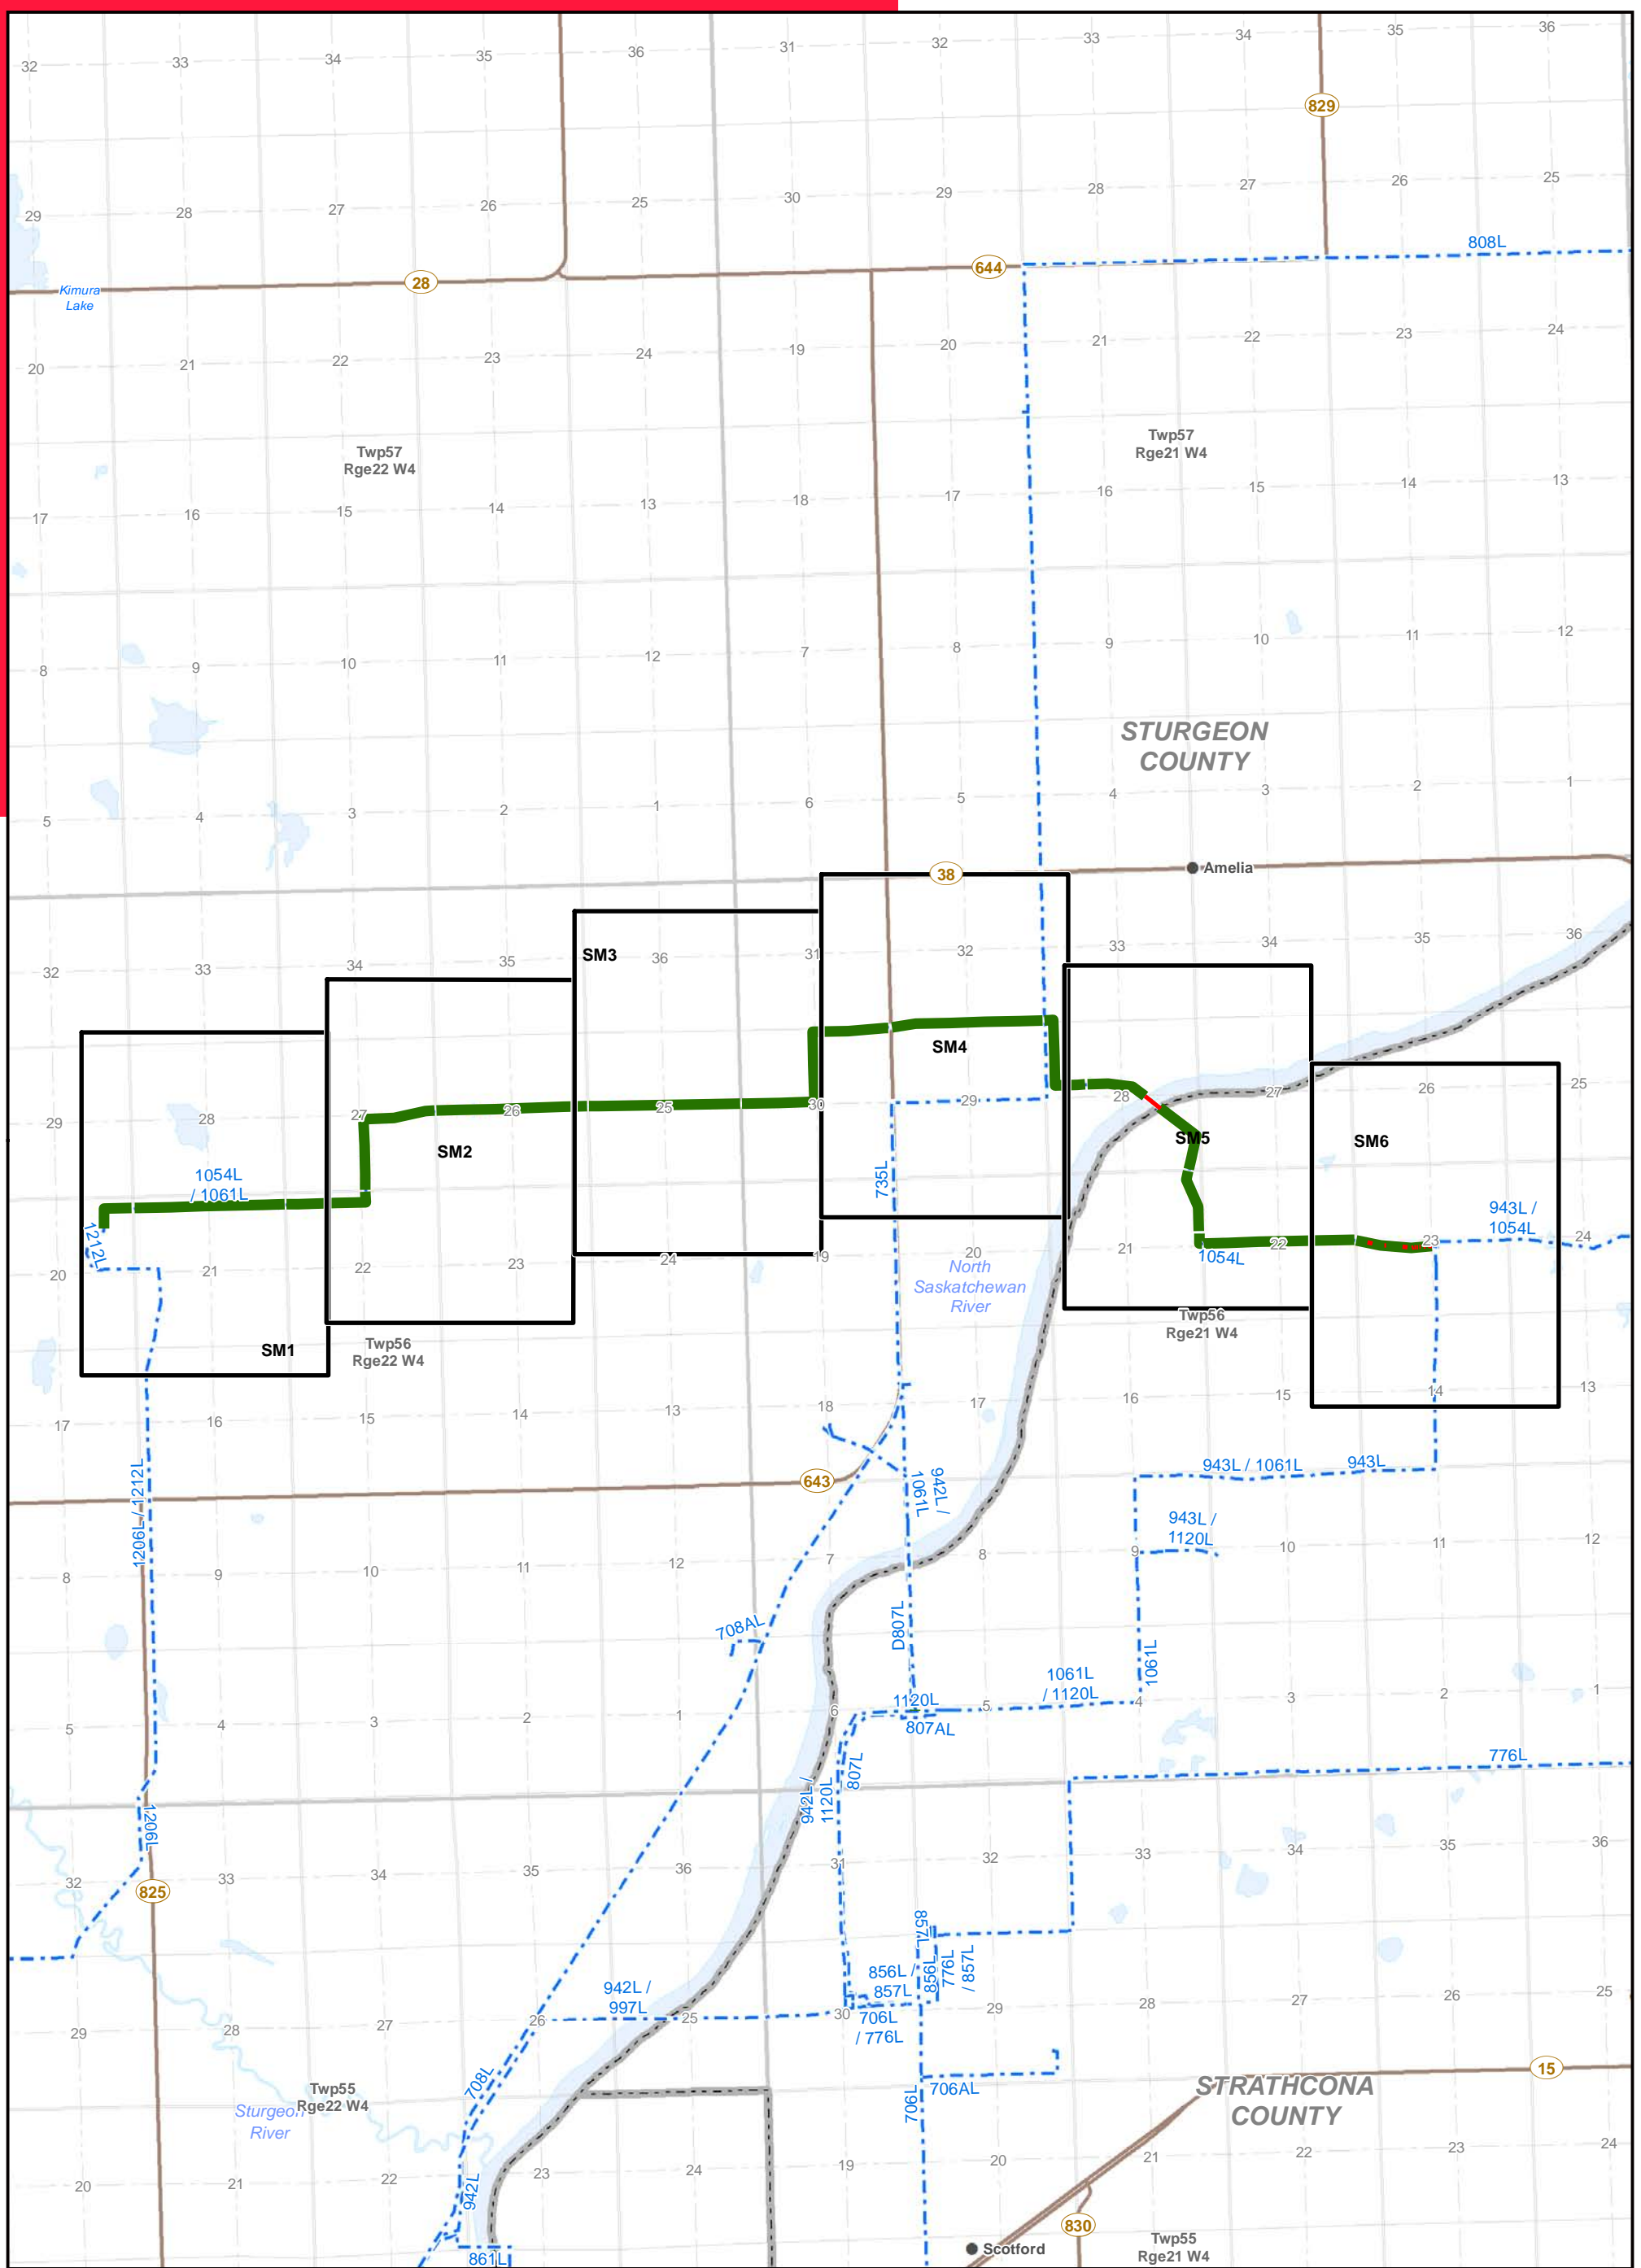 36
35
34
33
32
31
36
35
34
33
32
829
29
28
27
26
25
30
29
28
27
26
25
808L
644
28
Kimura
Lake
20
21
22
23
24
19
20
21
22
23
24
Twp57
Rge22 W4
Twp57
Rge21 W4
17
16
15
14
13
18
17
16
15
14
13
8
9
10
11
12
7
8
9
10
11
12
STURGEON
COUNTY
5
4
3
2
1
6
5
4
3
2
1
38
Amelia
32
33
34
35
SM3
36
31
32
33
34
35
36
SM4
29
28
27
26
25
30
29
28
27
26
25
SM2
SM5
SM6
1054L
/ 1061L
735L
1212L
943L /
1054L
20
21
22
23
24
19
20
21
22
23
24
1054L
North
Saskatchewan
River
SM1
Twp56
Rge22 W4
Twp56
Rge21 W4
17
16
15
14
13
18
17
16
15
14
13
643
943L / 1061L
943L
1206L / 1212L
942L /
1061L
943L /
1120L
8
9
10
11
12
7
8
9
10
11
12
708AL
D807L
1061L
1061L
/ 1120L
1120L
807AL
5
4
3
2
1
6
5
4
3
2
1
776L
807L
942L /
1120L
1206L
32
33
34
35
36
31
32
33
34
35
36
825
857L
856L
776L
/ 857L
856L /
857L
942L /
997L
706L
/ 776L
29
28
27
26
25
30
29
28
27
26
25
15
708L
706AL
706L
STRATHCONA
COUNTY
Twp55
Rge22 W4
Sturgeon
River
20
21
22
23
24
19
20
21
22
23
24
942L
830
861L
Scotford
Twp55
Rge21 W4